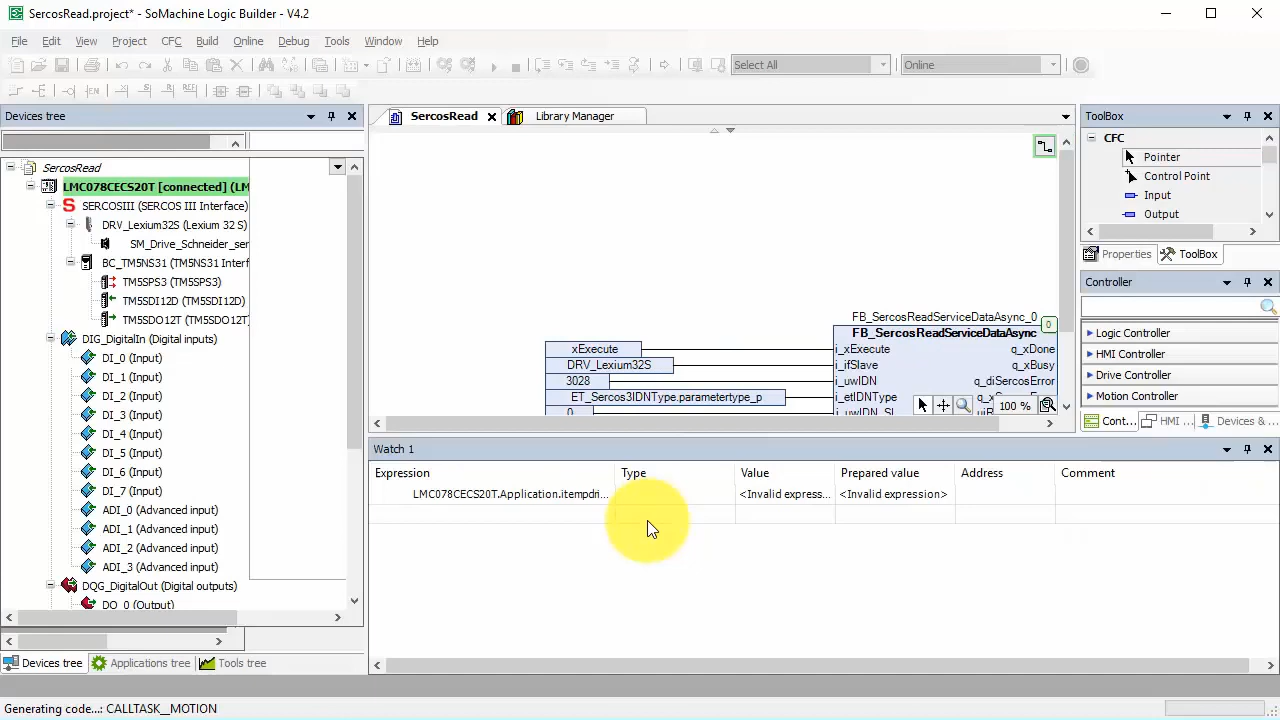 SercosRead.project* - SoMachine Logic Builder - V4.2
File Edit View Project CFC Build Online Debug Tools Window Help
Select All
Online
Devices tree
SercosRead
LMC078CECS20T [connected] (LM
SERCOSIII (SERCOS III Interface)
DRV_Lexium32S (Lexium 32 S)
SM_Drive_Schneider_ser
BC_TM5NS31 (TM5NS31 Interf
TM5SPS3 (TM5SPS3)
TM5SDI12D (TM5SDI12D)
TM5SDO12T (TM5SDO12T)
DIG_DigitalIn (Digital inputs)
DI_0 (Input)
DI_1 (Input)
DI_2 (Input)
DI_3 (Input)
DI_4 (Input)
DI_5 (Input)
DI_6 (Input)
DI_7 (Input)
ADI_0 (Advanced input)
ADI_1 (Advanced input)
ADI_2 (Advanced input)
ADI_3 (Advanced input)
DQG_DigitalOut (Digital outputs)
DO_0 (Output)
Devices tree Applications tree Tools tree
SercosRead Library Manager
FB_SercosReadServiceDataAsync_0
FB_SercosReadServiceDataAsync 0
xExecute i_xExecute q_xDone
DRV_Lexium32S i_ifSlave q_xBusy
3028 i_uwIDN q_diSercosError
ET_Sercos3IDNType.parametertype_p i_etIDNType
0 i_uwIDN_SI
100 %
Watch 1
Expression Type Value Prepared value Address Comment
LMC078CECS20T.Application.itempdri... <Invalid express... <Invalid expression>
ToolBox
CFC
Pointer
Control Point
Input
Output
Properties ToolBox
Controller
Logic Controller
HMI Controller
Drive Controller
Motion Controller
Cont... HMI ... Devices & ...
Generating code...: CALLTASK__MOTION